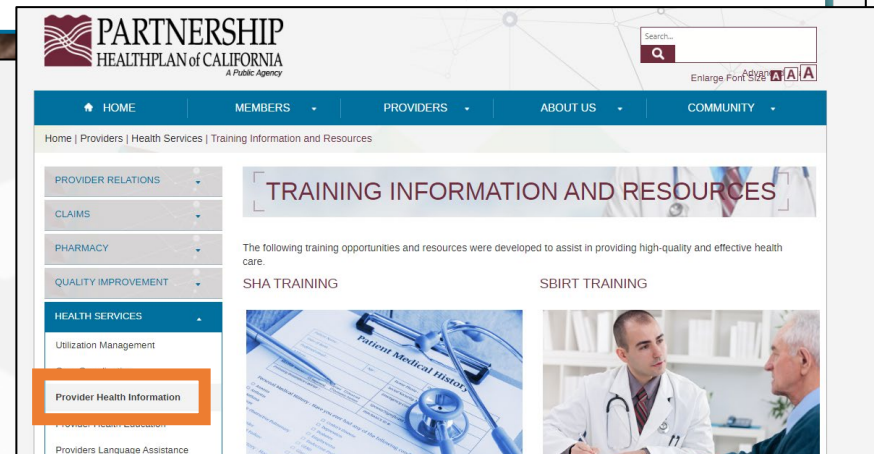 PARTNERSHIP
HEALTHPLAN of CALIFORNIA
A Public Agency
Search...
Enlarge Font Size A A A
HOME MEMBERS PROVIDERS ABOUT US COMMUNITY
Home | Providers | Health Services | Training Information and Resources
PROVIDER RELATIONS
CLAIMS
PHARMACY
QUALITY IMPROVEMENT
HEALTH SERVICES
Utilization Management
Provider Health Information
Provider Health Education
Providers Language Assistance
TRAINING INFORMATION AND RESOURCES
The following training opportunities and resources were developed to assist in providing high-quality and effective health
care.
SHA TRAINING
SBIRT TRAINING
Patient Medical History